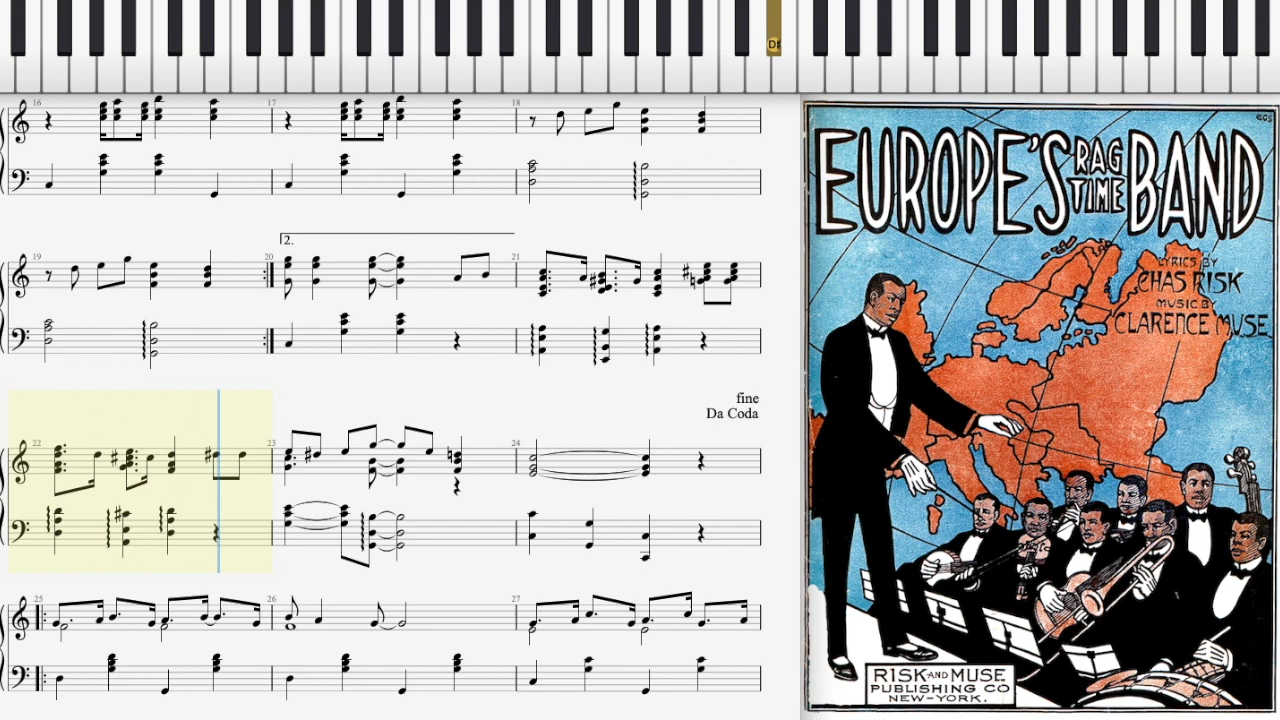 D#
16
17
18
19
2.
20
21
22
23
fine
Da Coda
24
25
26
27
EGS
EUROPE'S RAG TIME BAND
LYRICS BY
CHAS RISK
MUSIC BY
CLARENCE MUSE
RISK AND MUSE
PUBLISHING CO
NEW-YORK.